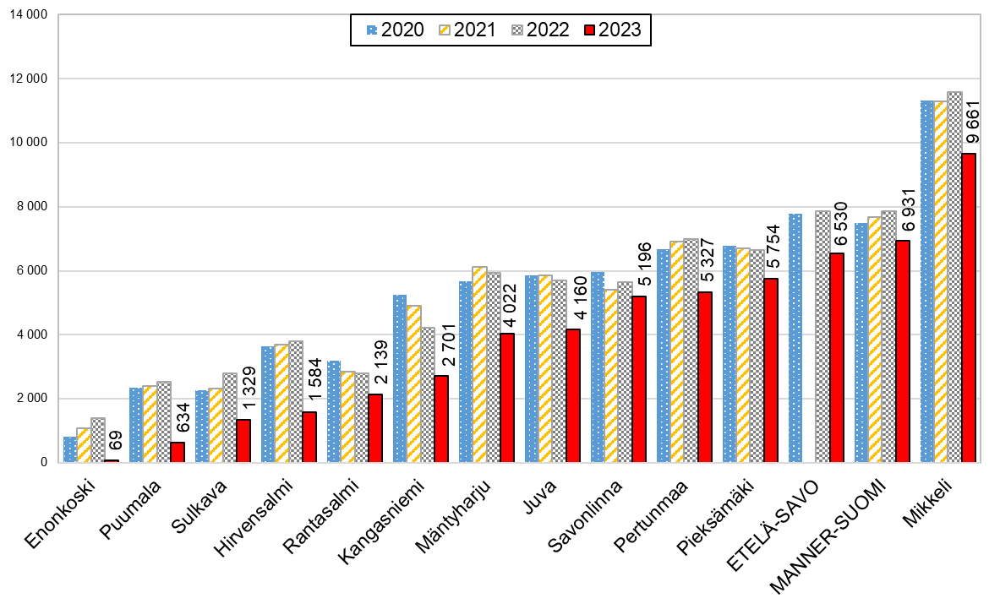 14 000
12 000
10 000
8 000
6 000
4 000
2 000
0
2020 2021 2022 2023
69
634
1 329
1 584
2 139
2 701
4 022
4 160
5 196
5 327
5 754
6 530
6 931
9 661
Enonkoski
Puumala
Sulkava
Hirvensalmi
Rantasalmi
Kangasniemi
Mäntyharju
Juva
Savonlinna
Pertunmaa
Pieksämäki
ETELÄ-SAVO
MANNER-SUOMI
Mikkeli